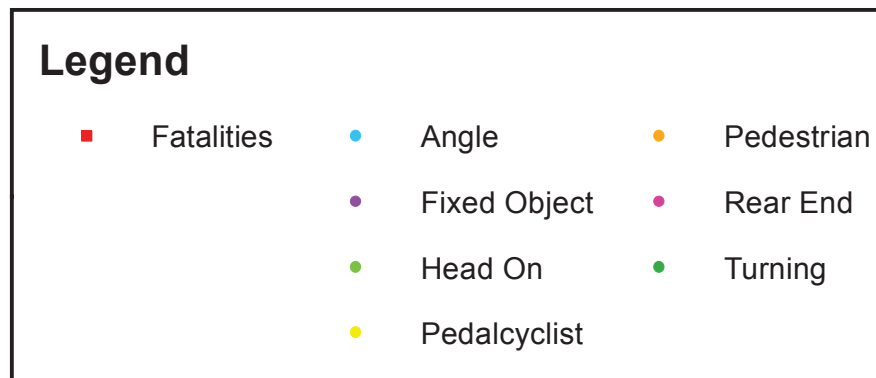 Legend
Fatalities
Angle
Fixed Object
Head On
Pedalcyclist
Pedestrian
Rear End
Turning